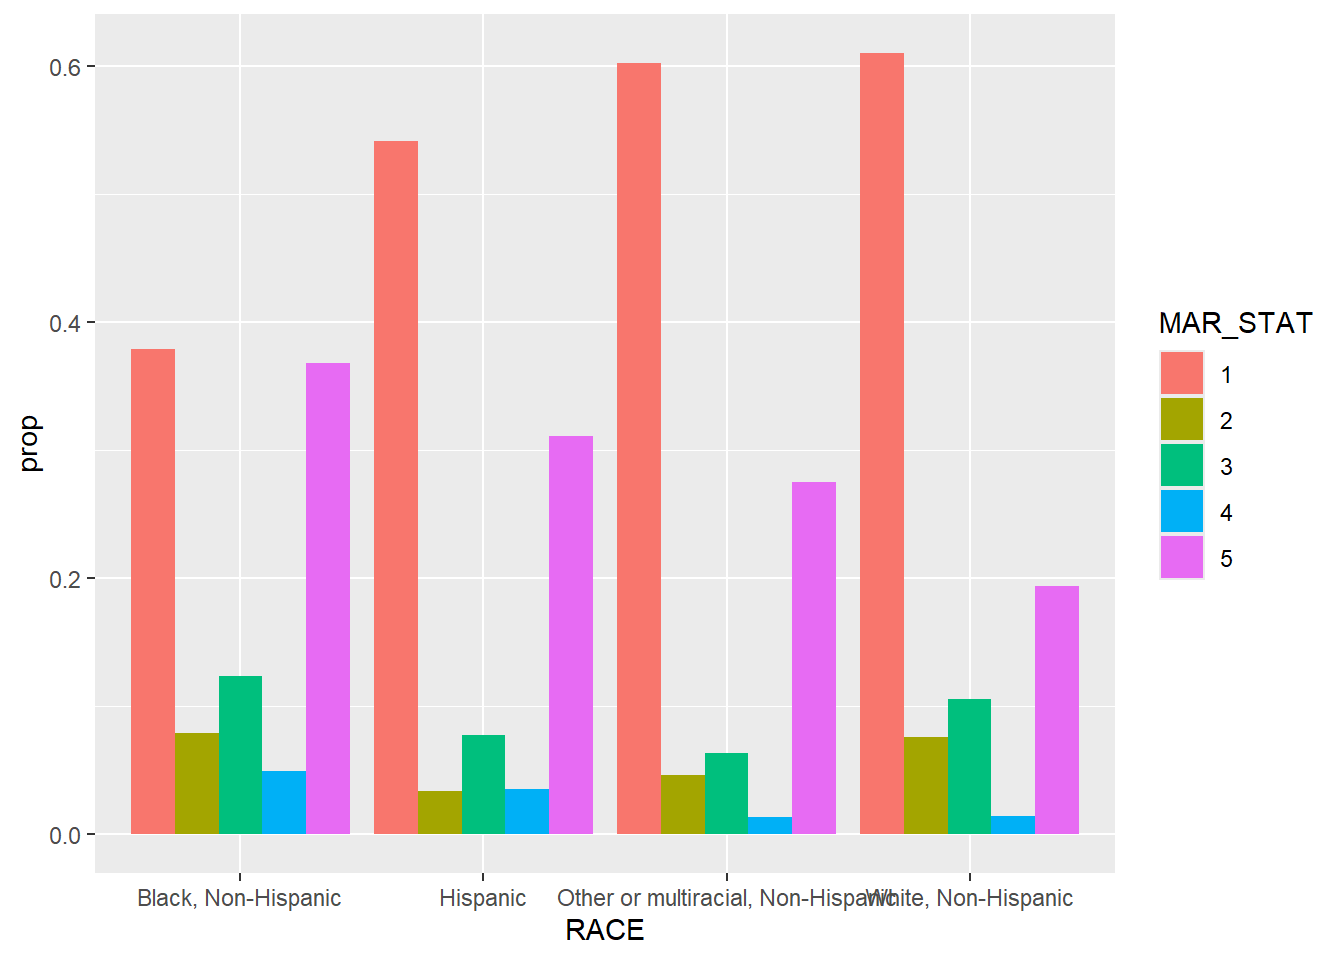 0.6
0.4
0.2
0.0
prop
Black, Non-Hispanic
Hispanic
Other or multiracial, Non-Hispanic
White, Non-Hispanic
RACE
MAR_STAT
1
2
3
4
5